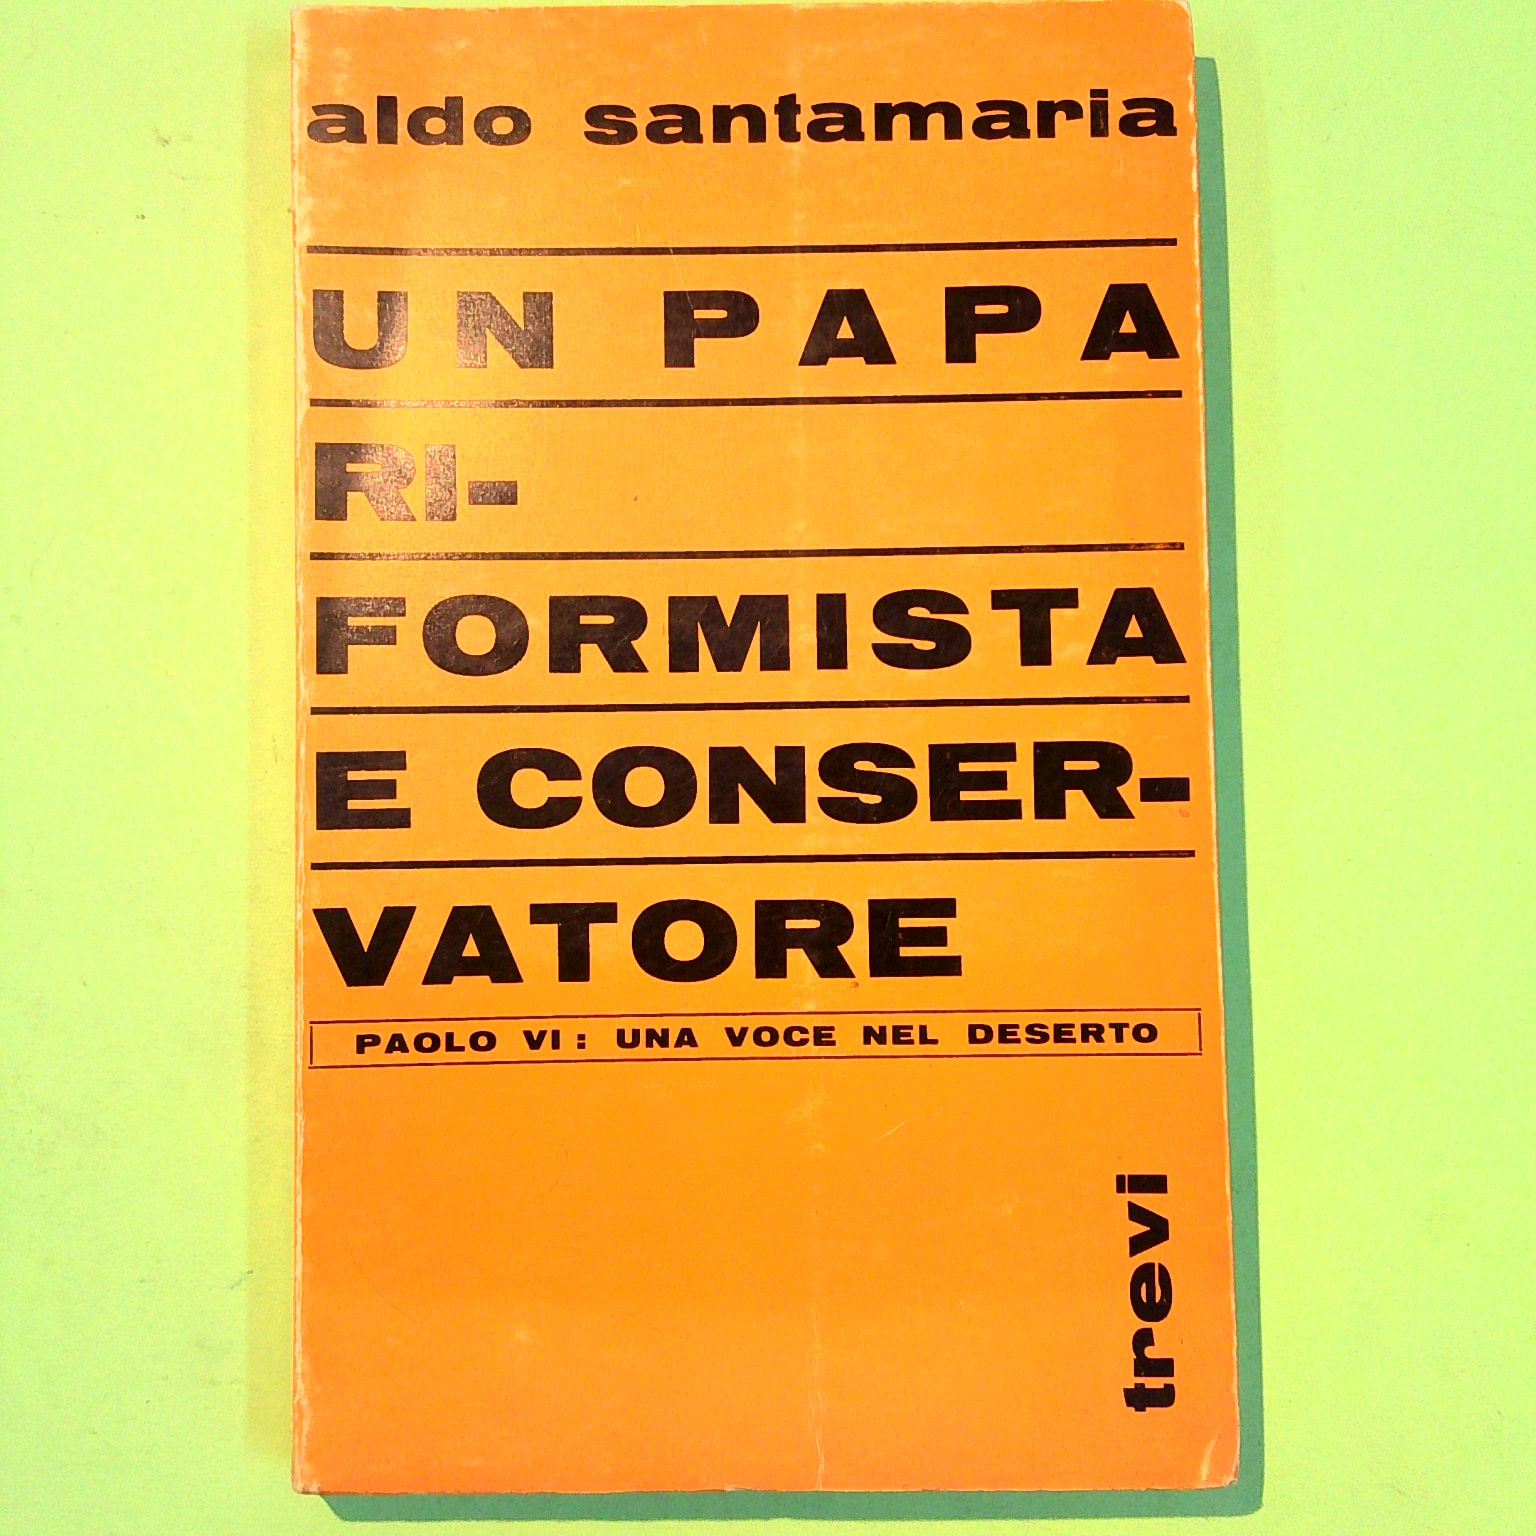 aldo santamaria
UN PAPA
RI-
FORMISTA
E CONSER-
VATORE
PAOLO VI: UNA VOCE NEL DESERTO
trevi